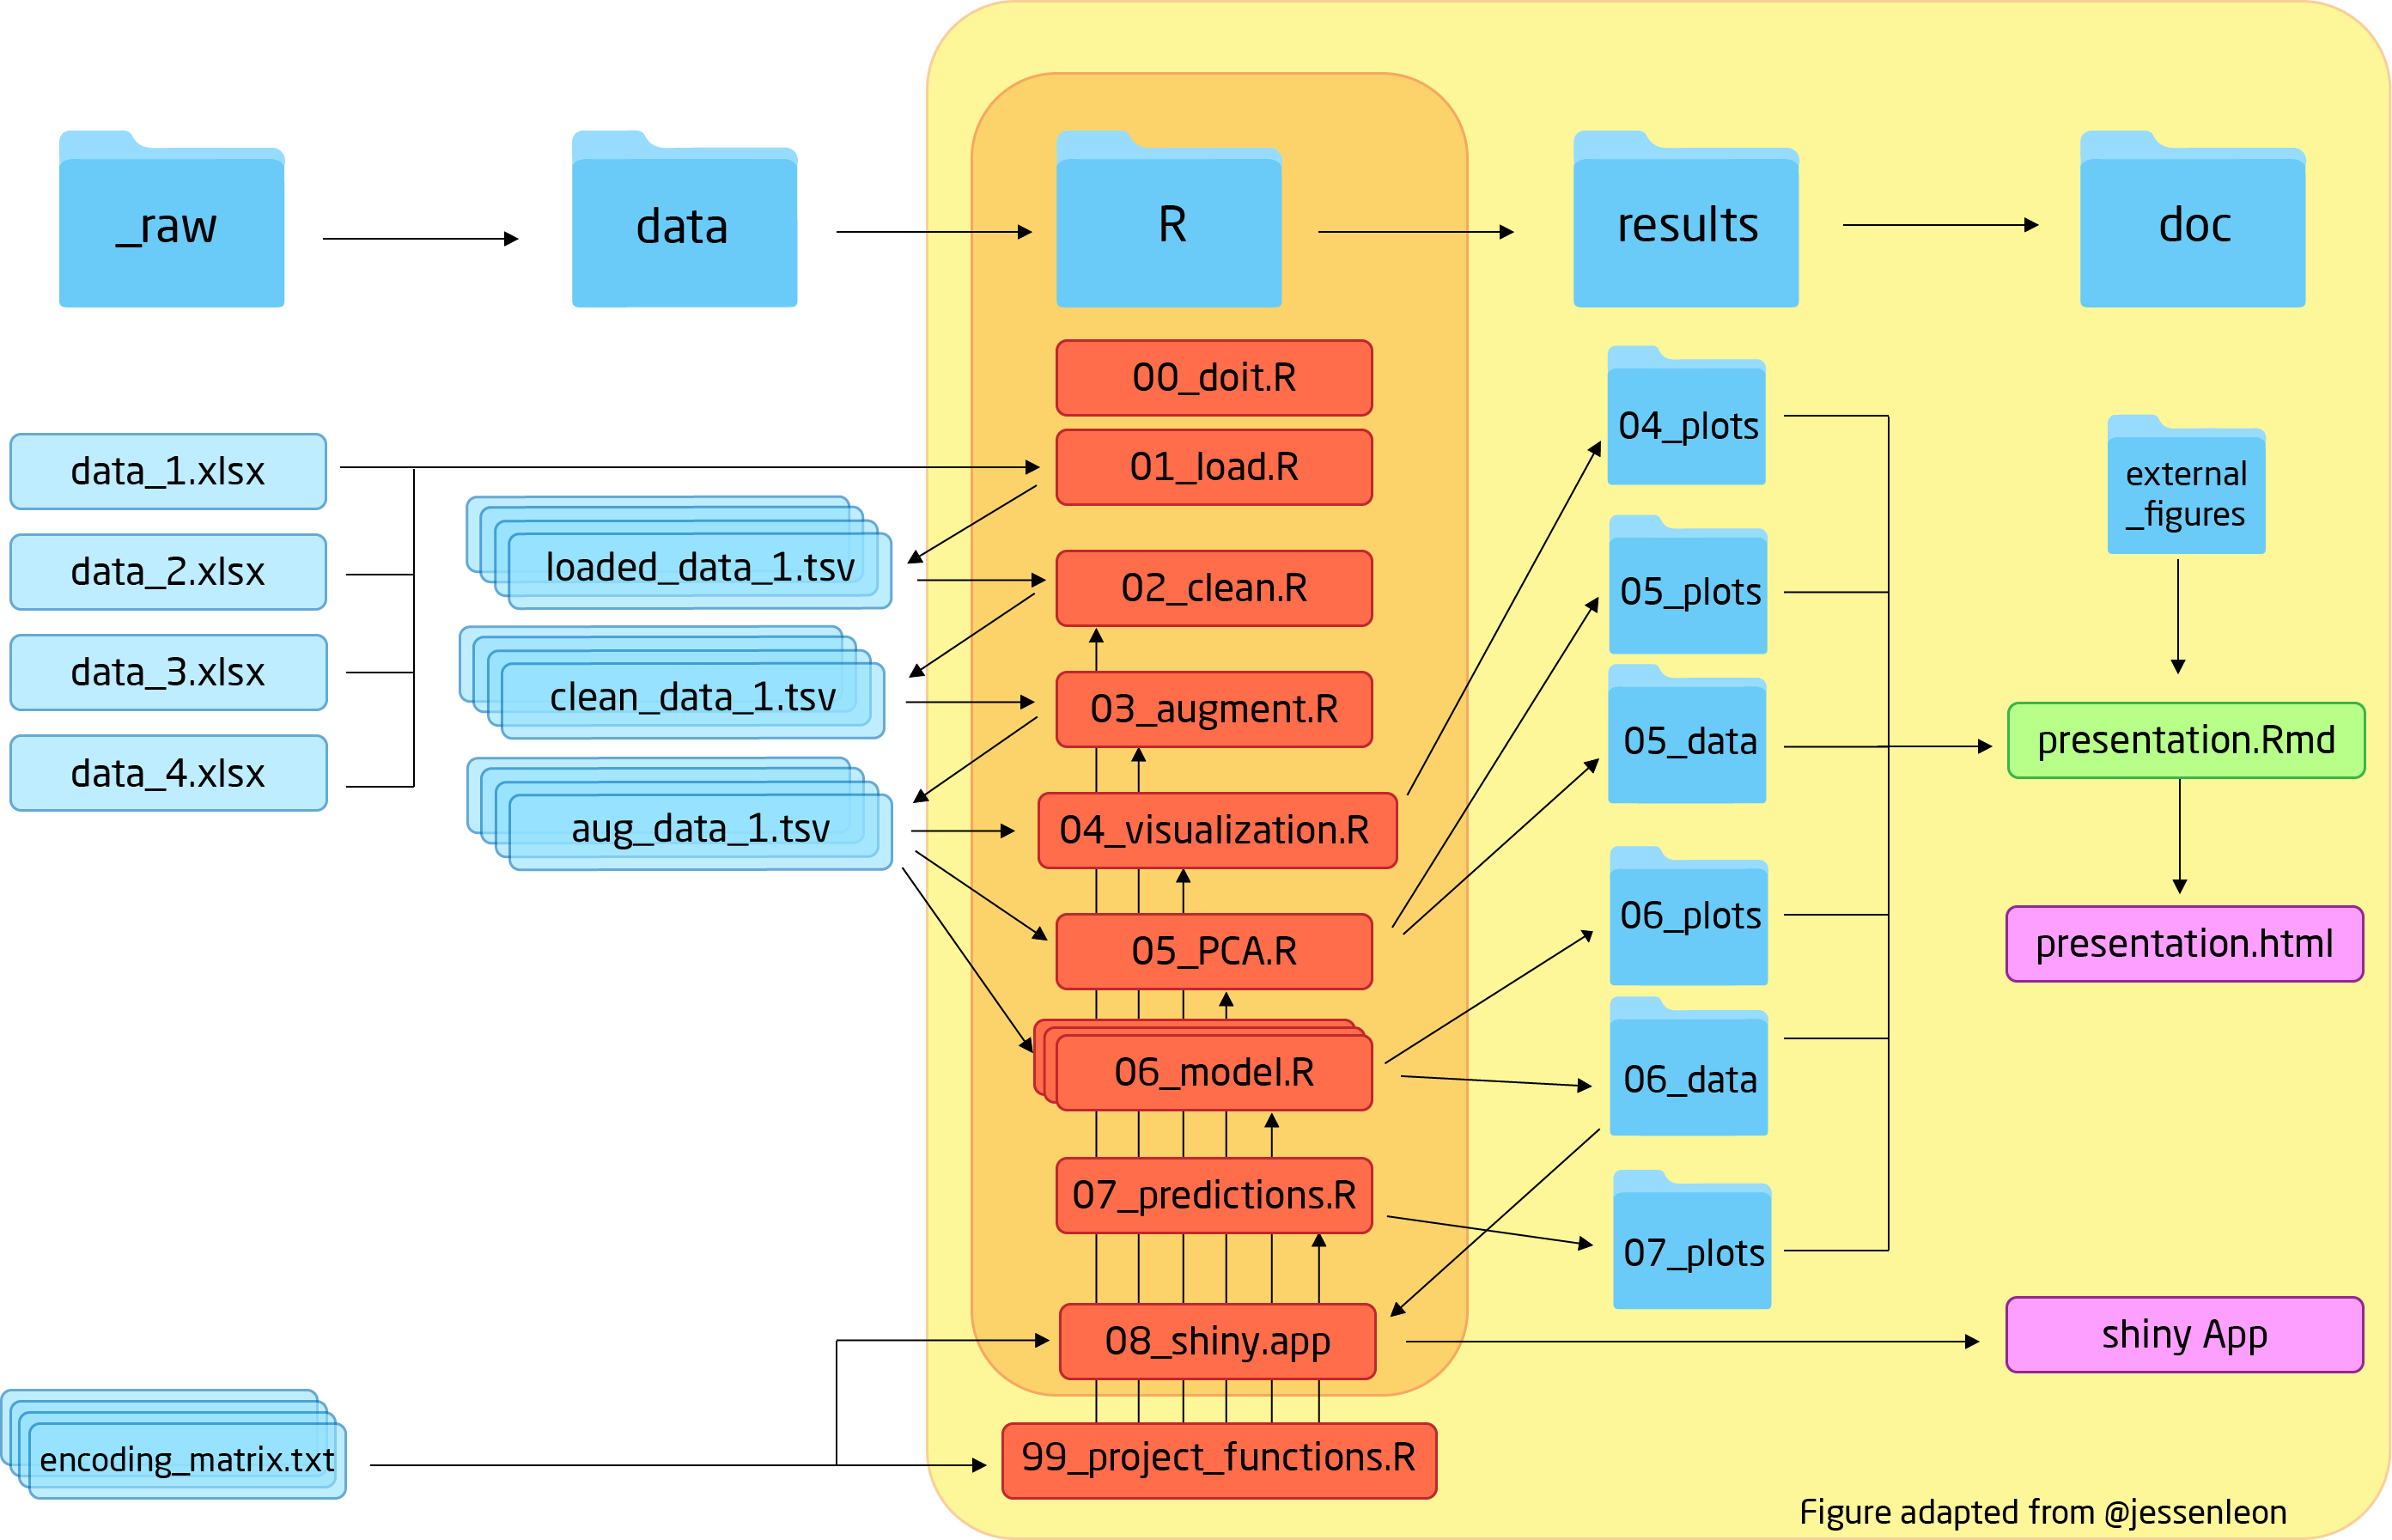 _raw
data
R
results
doc
data_1.xlsx
data_2.xlsx
data_3.xlsx
data_4.xlsx
encoding_matrix.txt
loaded_data_1.tsv
clean_data_1.tsv
aug_data_1.tsv
00_doit.R
01_load.R
02_clean.R
03_augment.R
04_visualization.R
05_PCA.R
06_model.R
07_predictions.R
08_shiny.app
99_project_functions.R
04_plots
05_plots
05_data
06_plots
06_data
07_plots
external
_figures
presentation.Rmd
presentation.html
shiny App
Figure adapted from @jessenleon